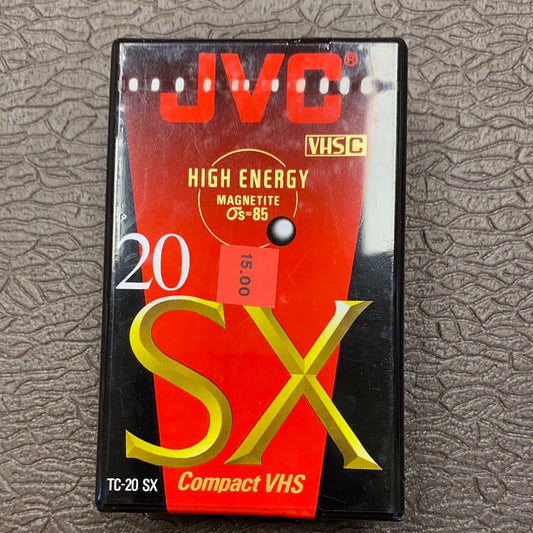 JVC®
VHS C
HIGH ENERGY
MAGNETITE
σs=85
20
15.00
SX
TC-20 SX
Compact VHS